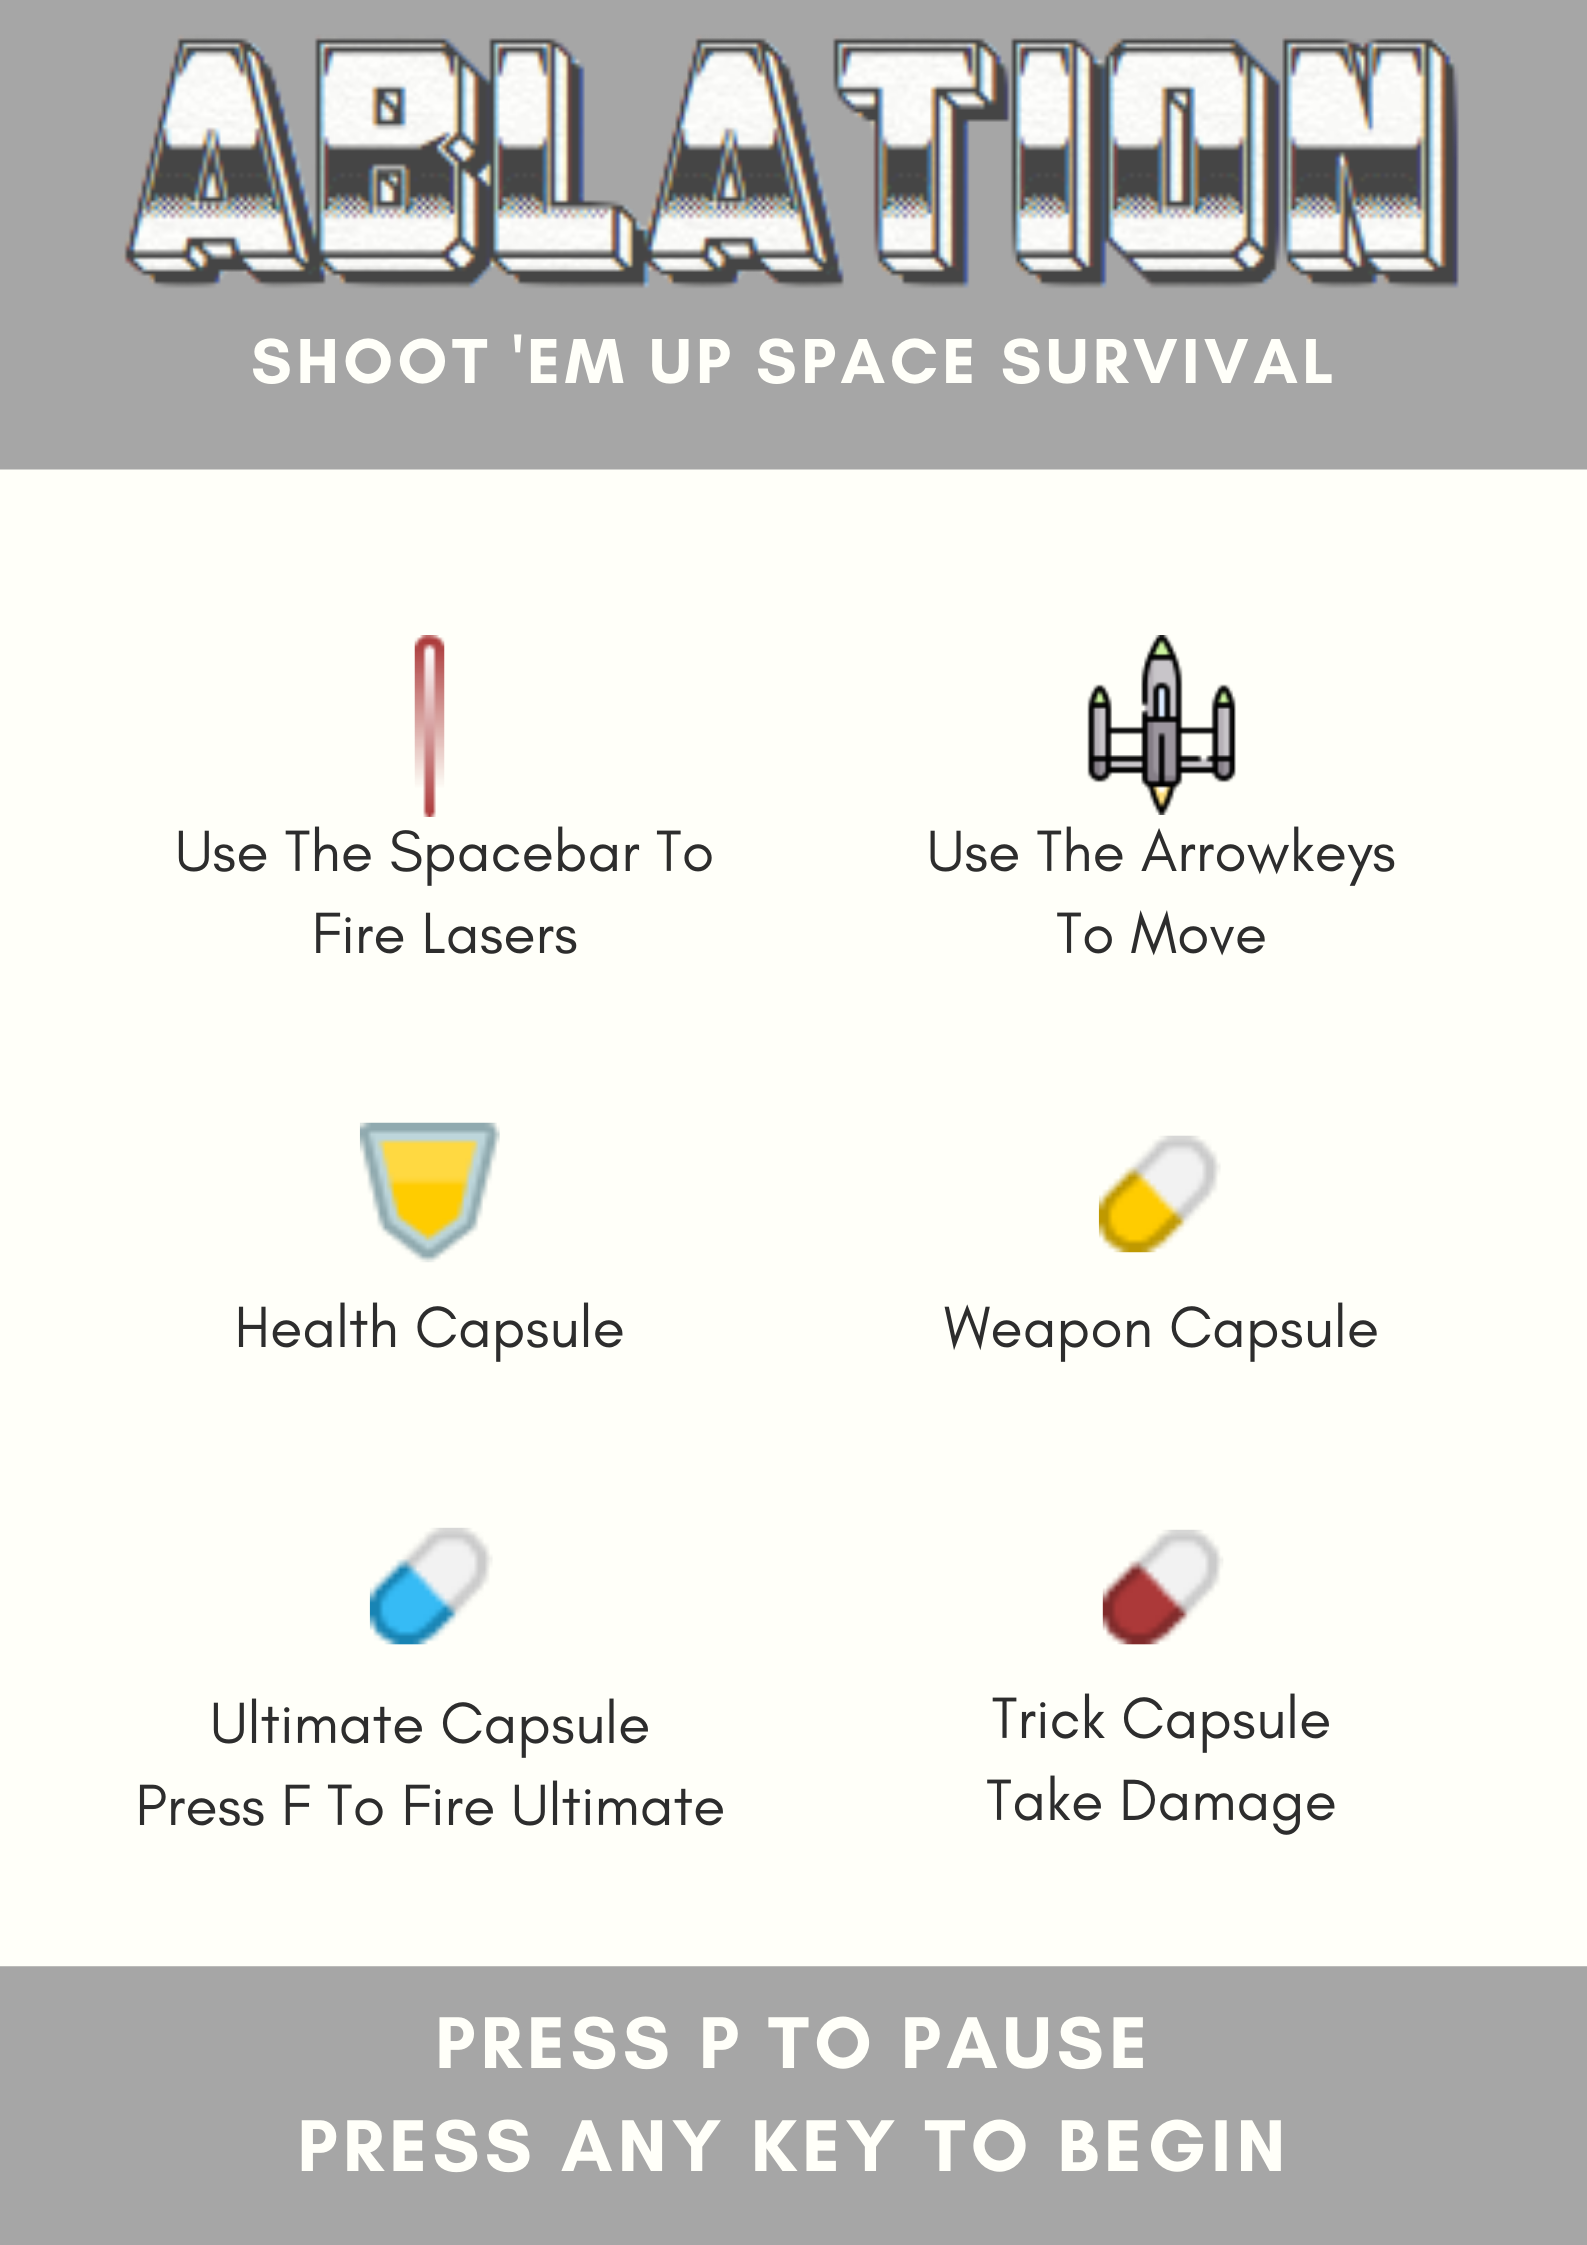 ABLATION
SHOOT 'EM UP SPACE SURVIVAL
Use The Spacebar To
Fire Lasers
Use The Arrowkeys
To Move
Health Capsule
Weapon Capsule
Ultimate Capsule
Press F To Fire Ultimate
Trick Capsule
Take Damage
PRESS P TO PAUSE
PRESS ANY KEY TO BEGIN